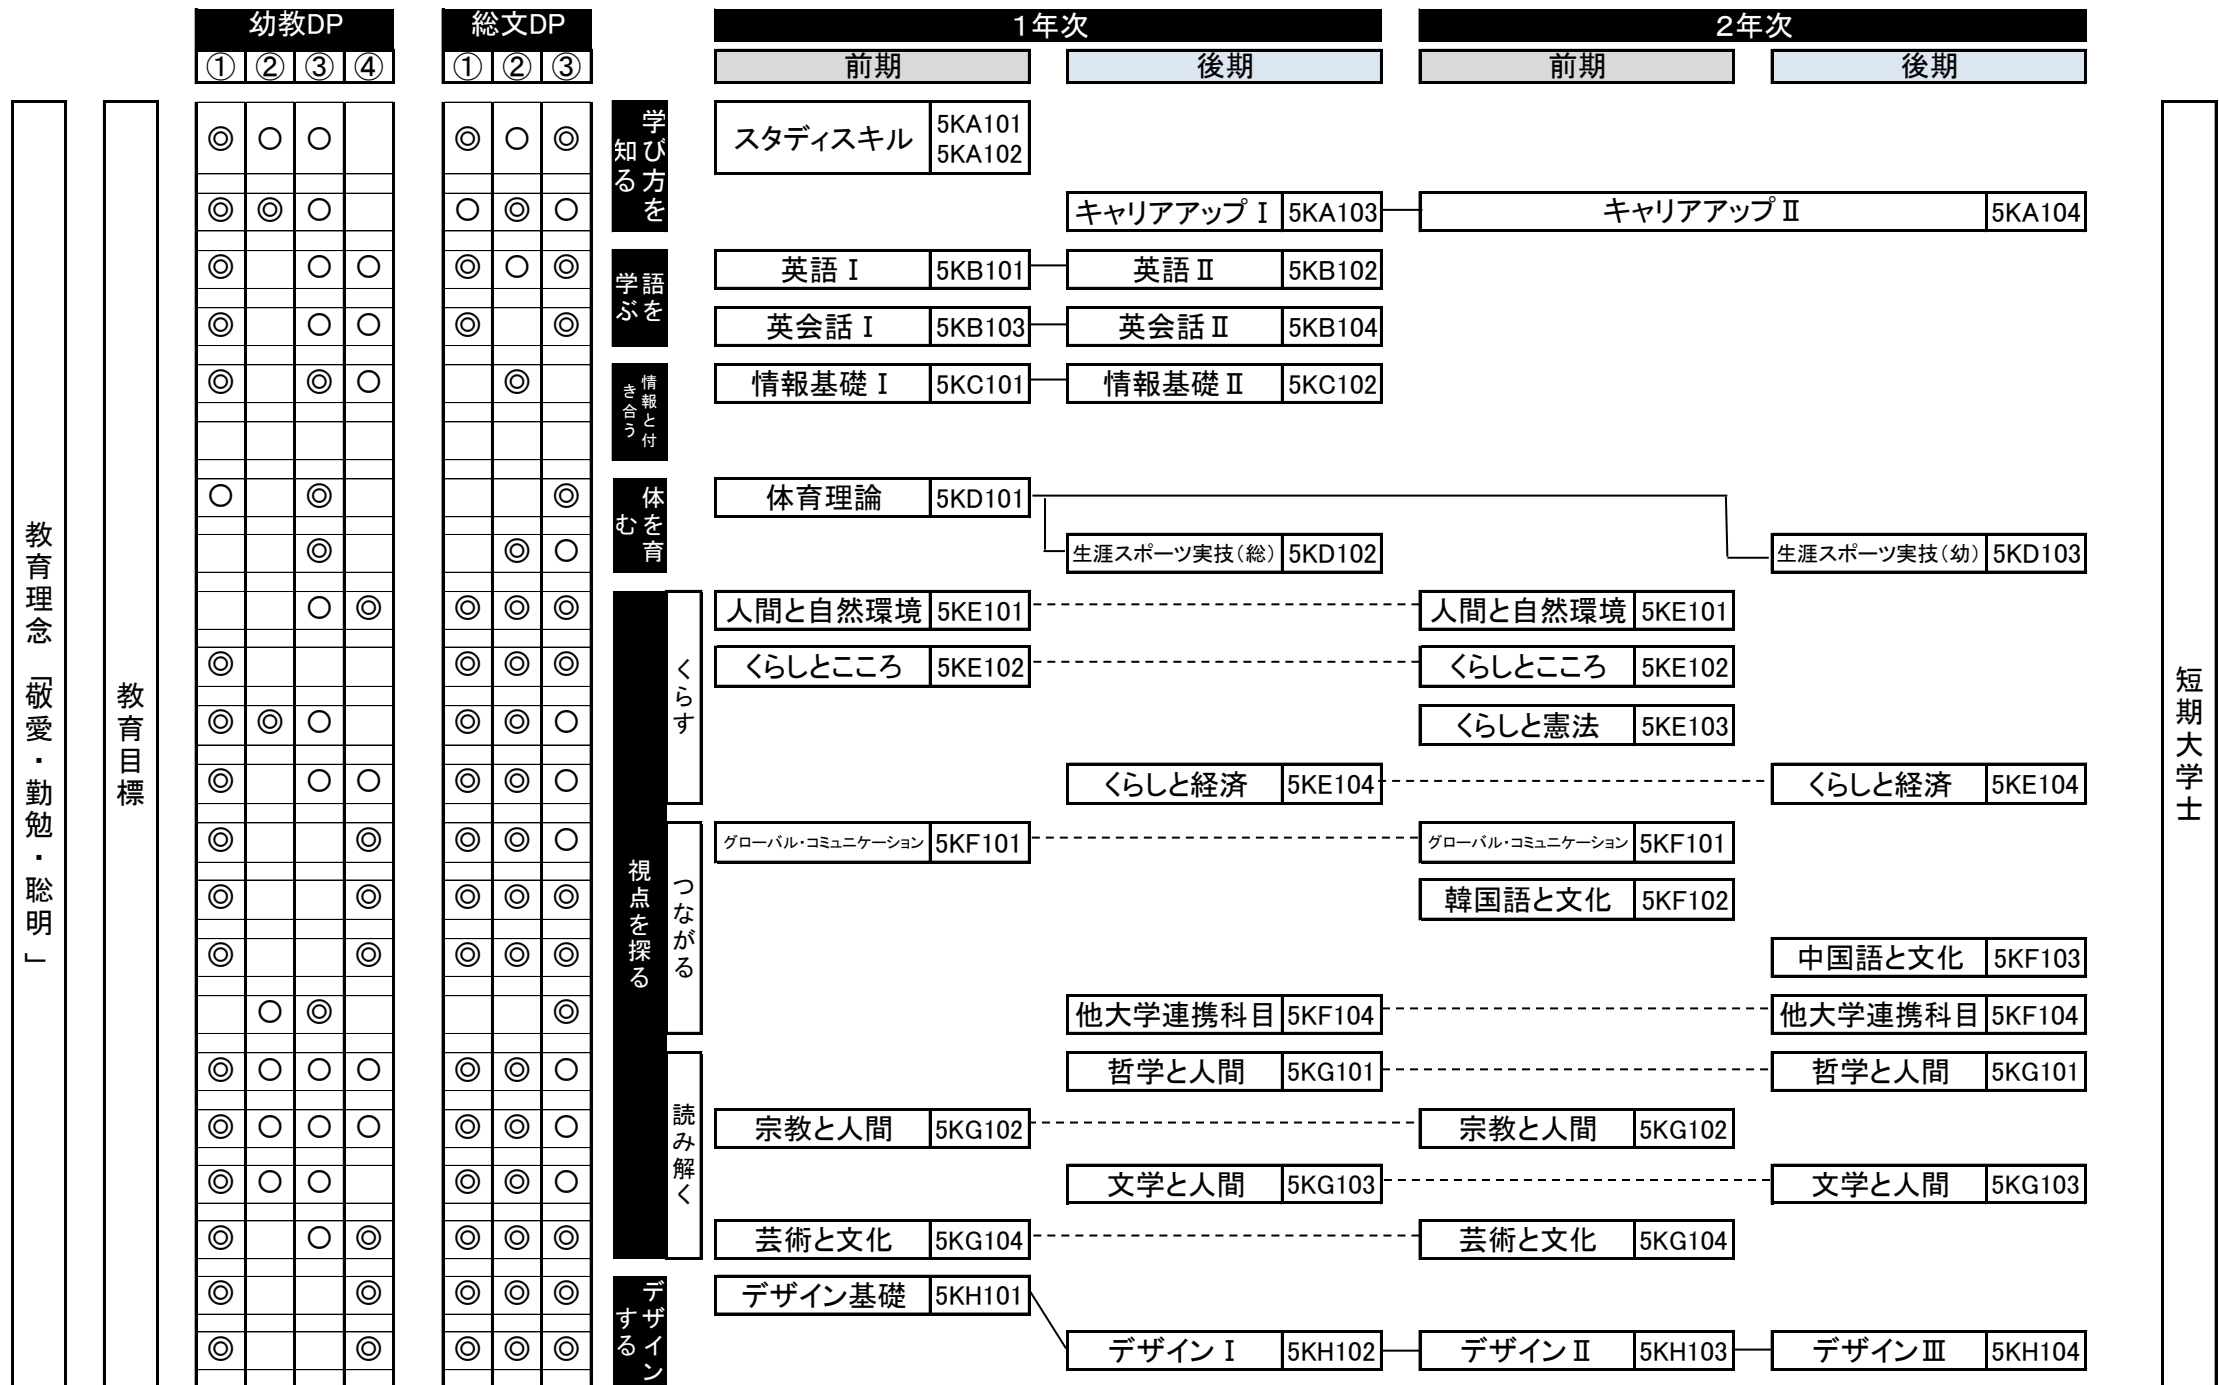 幼教DP 総文DP 1年次 2年次
① ② ③ ④ ① ② ③ 前期 後期 前期 後期
教育理念「敬愛・勤勉・聡明」
教育目標
学び方を知る
◎ ○ ○ ◎ ○ ◎ スタディスキル 5KA101 5KA102
◎ ◎ ○ ○ ◎ ○ キャリアアップⅠ 5KA103 キャリアアップⅡ 5KA104
語を学ぶ
◎ ○ ○ ◎ ○ ◎ 英語Ⅰ 5KB101 英語Ⅱ 5KB102
◎ ○ ○ ◎ ◎ 英会話Ⅰ 5KB103 英会話Ⅱ 5KB104
情報と付き合う
◎ ◎ ○ ◎ 情報基礎Ⅰ 5KC101 情報基礎Ⅱ 5KC102
体を育む
○ ◎ ◎ 体育理論 5KD101
◎ ◎ ○ 生涯スポーツ実技(総) 5KD102 生涯スポーツ実技(幼) 5KD103
視点を探る
くらす
○ ◎ ◎ ◎ ◎ 人間と自然環境 5KE101 人間と自然環境 5KE101
◎ ◎ ◎ ◎ くらしとこころ 5KE102 くらしとこころ 5KE102
◎ ◎ ○ ◎ ◎ ○ くらしと憲法 5KE103
◎ ○ ○ ◎ ◎ ○ くらしと経済 5KE104 くらしと経済 5KE104
つながる
◎ ◎ ◎ ◎ ○ グローバル・コミュニケーション 5KF101 グローバル・コミュニケーション 5KF101
◎ ◎ ◎ ◎ ◎ 韓国語と文化 5KF102
◎ ◎ ◎ ◎ ◎ 中国語と文化 5KF103
○ ◎ ◎ 他大学連携科目 5KF104 他大学連携科目 5KF104
読み解く
◎ ○ ○ ○ ◎ ◎ ○ 哲学と人間 5KG101 哲学と人間 5KG101
◎ ○ ○ ○ ◎ ◎ ○ 宗教と人間 5KG102 宗教と人間 5KG102
◎ ○ ○ ◎ ◎ ○ 文学と人間 5KG103 文学と人間 5KG103
◎ ○ ◎ ◎ ◎ ◎ 芸術と文化 5KG104 芸術と文化 5KG104
デザインする
◎ ◎ ◎ ◎ ◎ デザイン基礎 5KH101
◎ ◎ ◎ ◎ ◎ デザインⅠ 5KH102 デザインⅡ 5KH103 デザインⅢ 5KH104
短期大学士